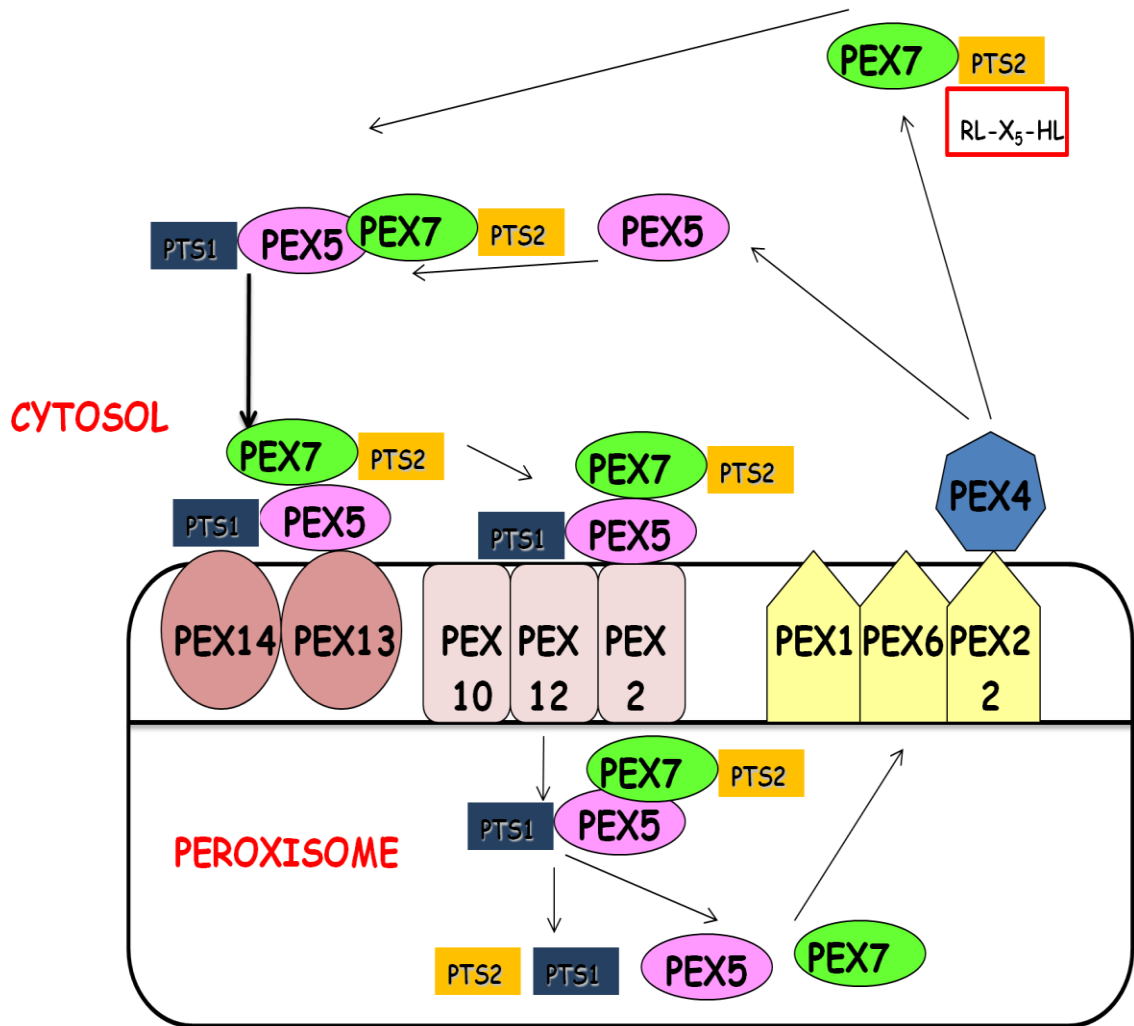 PEX7
PTS2
RL-X₅-HL
PTS1
PEX5
PEX7
PTS2
PEX5
CYTOSOL
PEX7
PTS2
PEX7
PTS2
PTS1
PEX5
PTS1
PEX5
PEX4
PEX14
PEX13
PEX
10
PEX
12
PEX
2
PEX1
PEX6
PEX2
2
PEX7
PTS2
PTS1
PEX5
PEROXISOME
PTS2
PTS1
PEX5
PEX7